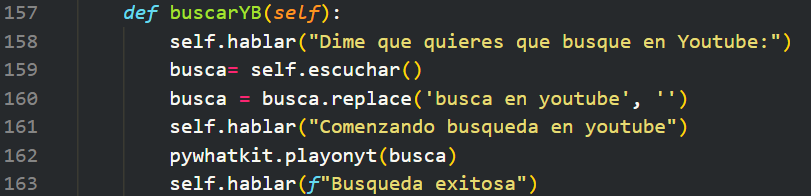 157 def buscarYB(self):
158 self.hablar("Dime que quieres que busque en Youtube:")
159 busca= self.escuchar()
160 busca = busca.replace('busca en youtube', '')
161 self.hablar("Comenzando busqueda en youtube")
162 pywhatkit.playonyt(busca)
163 self.hablar(f"Busqueda exitosa")